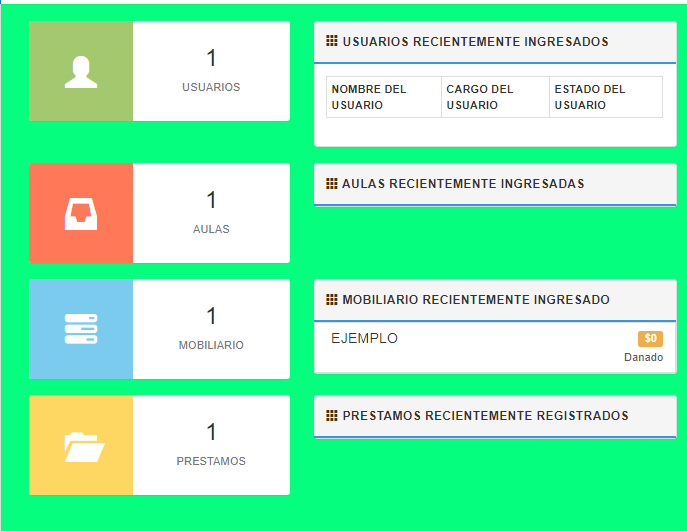 1
USUARIOS
USUARIOS RECIENTEMENTE INGRESADOS
NOMBRE DEL
USUARIO
CARGO DEL
USUARIO
ESTADO DEL
USUARIO
1
AULAS
AULAS RECIENTEMENTE INGRESADAS
1
MOBILIARIO
MOBILIARIO RECIENTEMENTE INGRESADO
EJEMPLO
$0
Danado
1
PRESTAMOS
PRESTAMOS RECIENTEMENTE REGISTRADOS